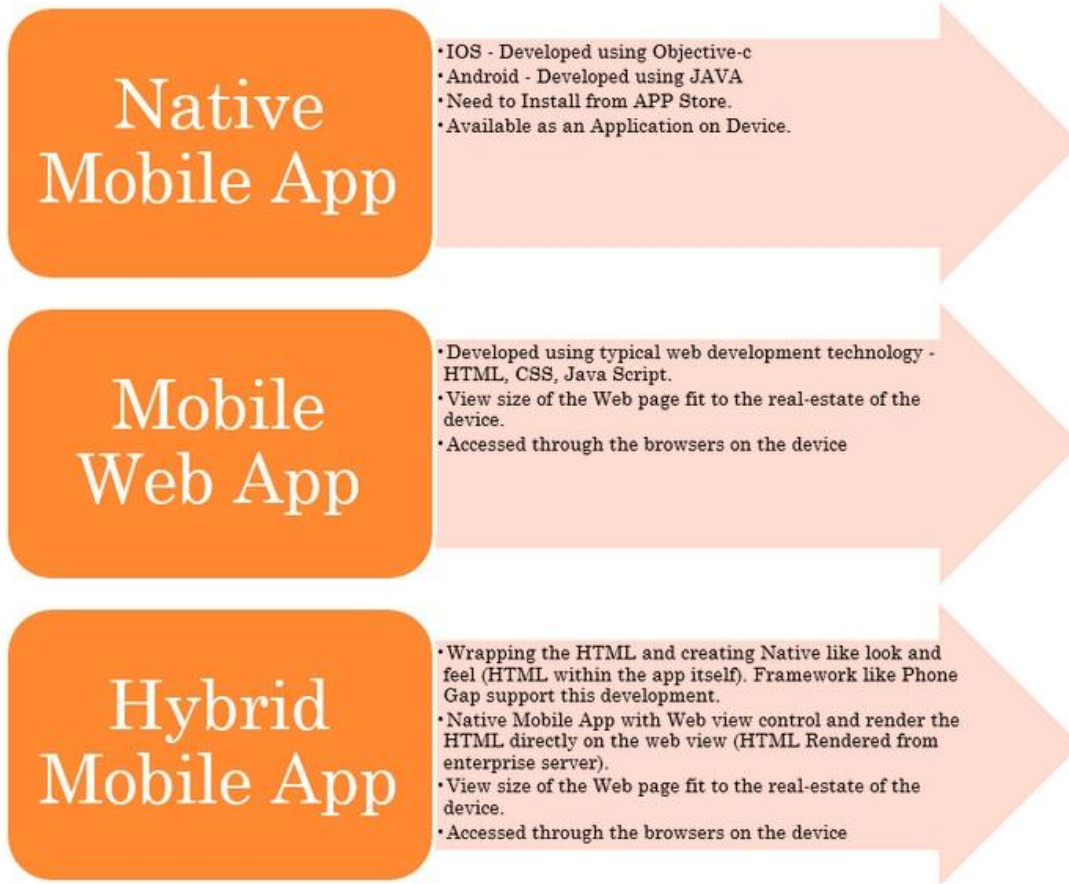 Native
Mobile App
•IOS - Developed using Objective-c
•Android - Developed using JAVA
•Need to Install from APP Store.
•Available as an Application on Device.
Mobile
Web App
•Developed using typical web development technology -
HTML, CSS, Java Script.
•View size of the Web page fit to the real-estate of the
device.
•Accessed through the browsers on the device
Hybrid
Mobile App
•Wrapping the HTML and creating Native like look and
feel (HTML within the app itself). Framework like Phone
Gap support this development.
•Native Mobile App with Web view control and render the
HTML directly on the web view (HTML Rendered from
enterprise server).
•View size of the Web page fit to the real-estate of the
device.
•Accessed through the browsers on the device